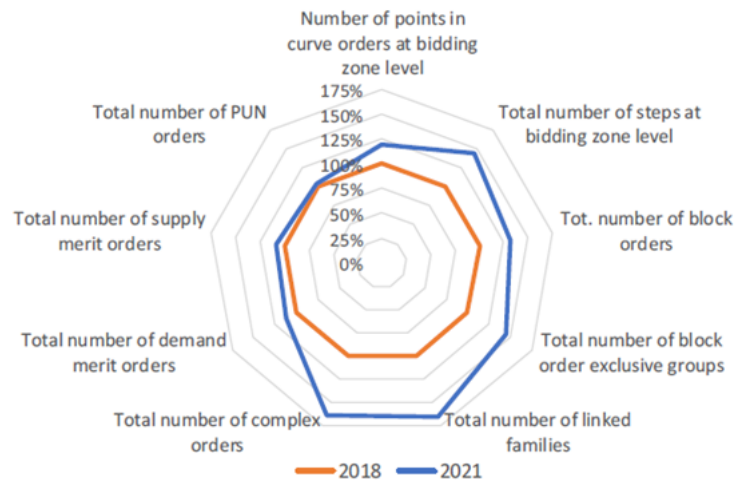 Number of points in
curve orders at bidding
zone level
Total number of steps at
bidding zone level
Tot. number of block
orders
Total number of block
order exclusive groups
Total number of linked
families
Total number of complex
orders
Total number of demand
merit orders
Total number of supply
merit orders
Total number of PUN
orders
175%
150%
125%
100%
75%
50%
25%
0%
2018
2021